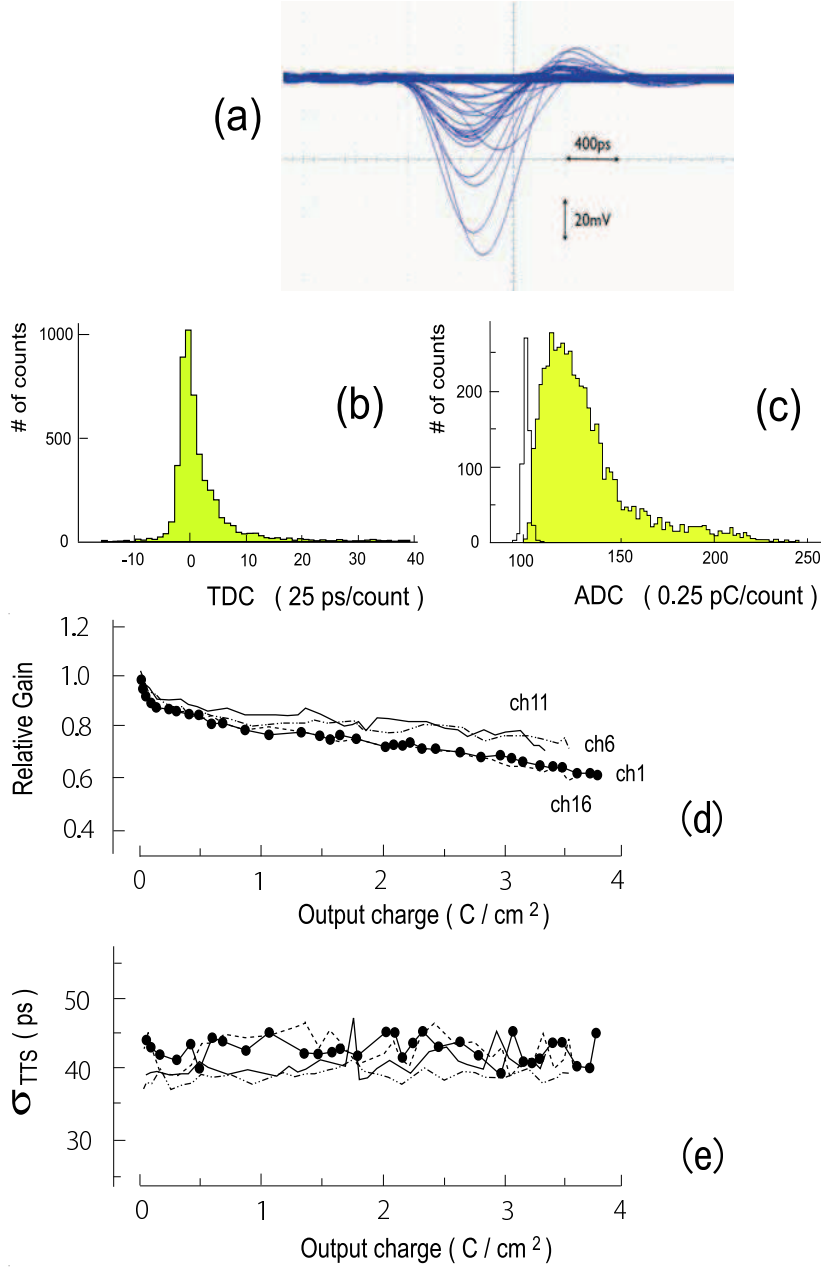 (a)
400ps
20mV
# of counts
1000
500
0
(b)
-10
0
10
20
30
40
TDC ( 25 ps/count )
# of counts
200
100
0
(c)
100
150
200
250
ADC ( 0.25 pC/count )
Relative Gain
1.2
1.0
0.8
0.6
0.4
ch11
ch6
ch1
ch16
(d)
0
1
2
3
4
Output charge ( C / cm 2 )
σTTS ( ps )
50
40
30
(e)
0
1
2
3
4
Output charge ( C / cm 2 )